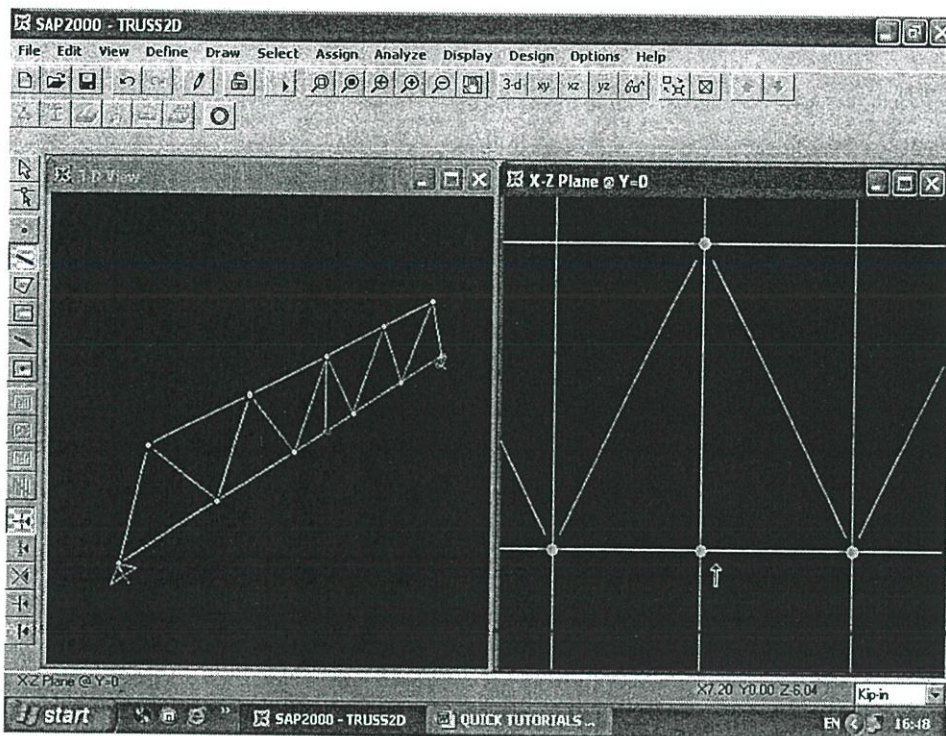 SAP2000 - TRUSS2D
File Edit View Define Draw Select Assign Analyze Display Design Options Help
3-d xy xz yz
3-D View
X-Z Plane @ Y=0
X-Z Plane @ Y=0
X7.20 Y0.00 Z-6.04
Kip-in
start
SAP2000 - TRUSS2D
QUICK TUTORIALS ...
EN
16:48